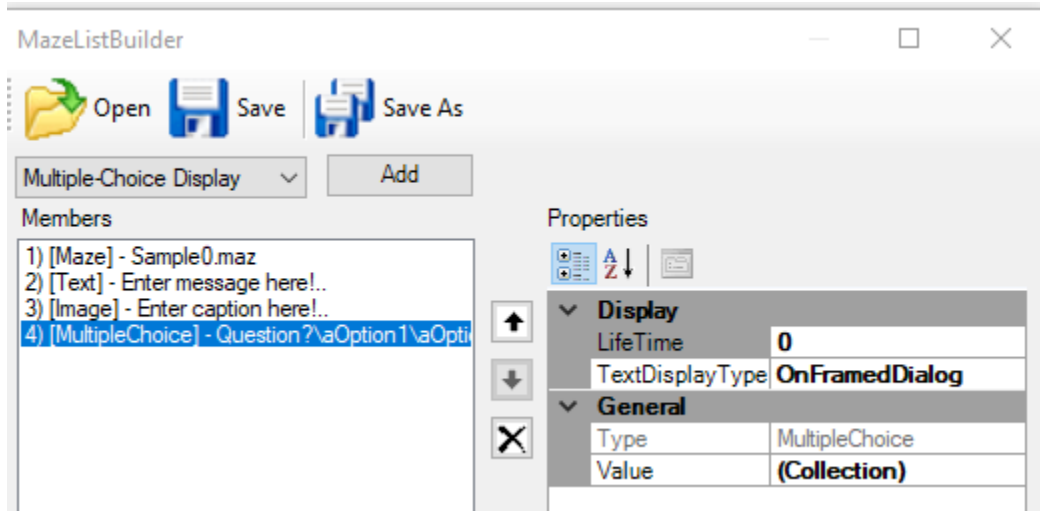 MazeListBuilder
Open Save Save As
Multiple-Choice Display Add
Members
1) [Maze] - Sample0.maz
2) [Text] - Enter message here!..
3) [Image] - Enter caption here!..
4) [MultipleChoice] - Question?\aOption1\aOpti
Properties
A
Z
Display
LifeTime 0
TextDisplayType OnFramedDialog
General
Type MultipleChoice
Value (Collection)